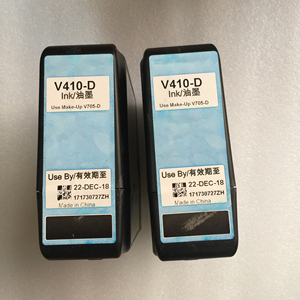 V410-D
Ink/油墨
Use Make-Up V705-D
Use By/有效期至
22-DEC-18
171730727ZH
Made in China
V410-D
Ink/油墨
Use Make-Up V705-D
Use By/有效期至
22-DEC-18
171730727ZH
Made in China